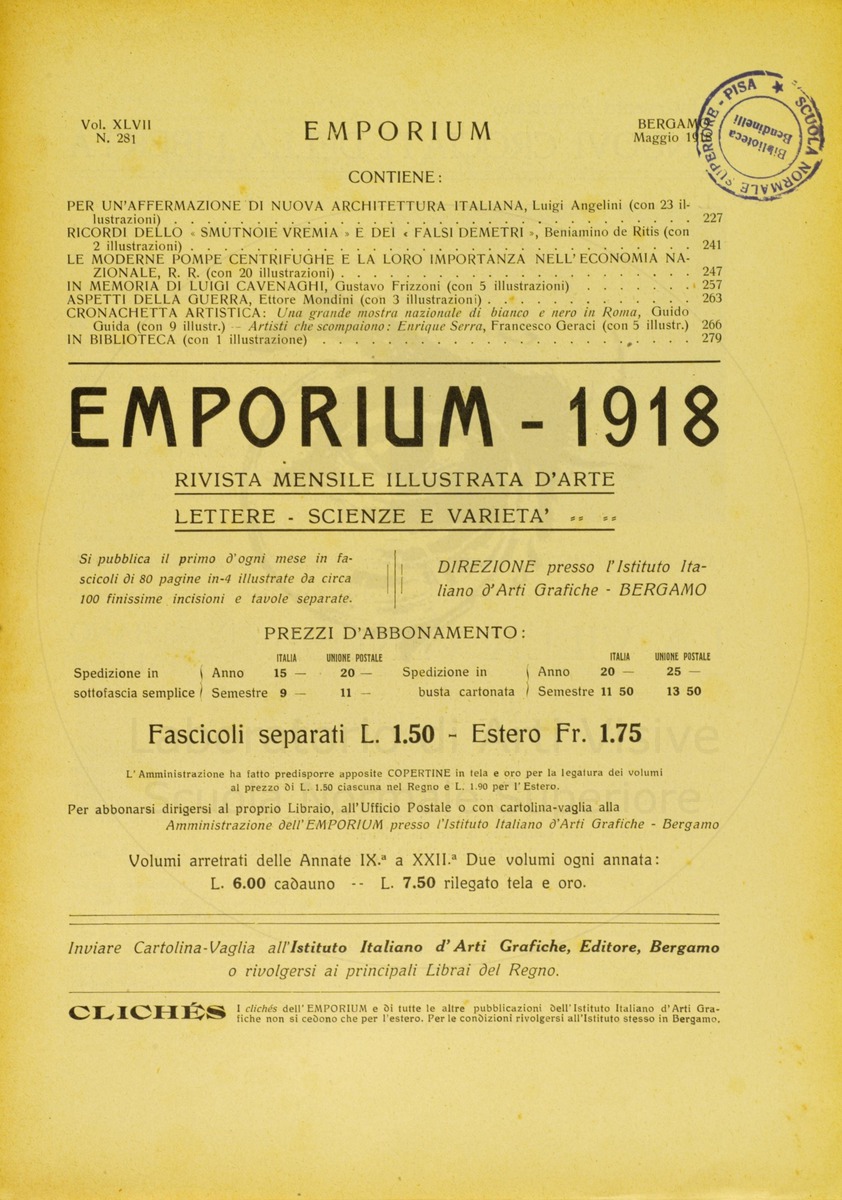 Vol. XLVII
N. 281
EMPORIUM
BERGAMO
Maggio 1918
SCUOLA NORMALE SUPERIORE - PISA ★
Biblioteca
Bendinelli
CONTIENE:
PER UN'AFFERMAZIONE DI NUOVA ARCHITETTURA ITALIANA, Luigi Angelini (con 23 il-
lustrazioni) . . . . . . . . . . . . . . . . . . . . . . . . . . . . 227
RICORDI DELLO « SMUTNOIE VREMIA » E DEI « FALSI DEMETRI », Beniamino de Ritis (con
2 illustrazioni) . . . . . . . . . . . . . . . . . . . . . . . . . . . 241
LE MODERNE POMPE CENTRIFUGHE E LA LORO IMPORTANZA NELL'ECONOMIA NA-
ZIONALE, R. R. (con 20 illustrazioni) . . . . . . . . . . . . . . . . . . . 247
IN MEMORIA DI LUIGI CAVENAGHI, Gustavo Frizzoni (con 5 illustrazioni) . . . . . . 257
ASPETTI DELLA GUERRA, Ettore Mondini (con 3 illustrazioni) . . . . . . . . . . . 263
CRONACHETTA ARTISTICA: Una grande mostra nazionale di bianco e nero in Roma, Guido
Guida (con 9 illustr.) -- Artisti che scompaiono: Enrique Serra, Francesco Geraci (con 5 illustr.) 266
IN BIBLIOTECA (con 1 illustrazione) . . . . . . . . . . . . . . . . . . . . 279
EMPORIUM - 1918
RIVISTA MENSILE ILLUSTRATA D'ARTE
LETTERE - SCIENZE E VARIETA'
Si pubblica il primo d'ogni mese in fa-
scicoli di 80 pagine in-4 illustrate da circa
100 finissime incisioni e tavole separate.
DIREZIONE presso l'Istituto Ita-
liano d'Arti Grafiche - BERGAMO
PREZZI D'ABBONAMENTO:
ITALIA UNIONE POSTALE ITALIA UNIONE POSTALE
Spedizione in Anno 15 — 20 — Spedizione in Anno 20 — 25 —
sottofascia semplice Semestre 9 — 11 — busta cartonata Semestre 11 50 13 50
Fascicoli separati L. 1.50 - Estero Fr. 1.75
L'Amministrazione ha fatto predisporre apposite COPERTINE in tela e oro per la legatura dei volumi
al prezzo di L. 1.50 ciascuna nel Regno e L. 1.90 per l'Estero.
Per abbonarsi dirigersi al proprio Libraio, all'Ufficio Postale o con cartolina-vaglia alla
Amministrazione dell'EMPORIUM presso l'Istituto Italiano d'Arti Grafiche - Bergamo
Volumi arretrati delle Annate IX.ª a XXII.ª Due volumi ogni annata:
L. 6.00 cadauno -- L. 7.50 rilegato tela e oro.
Inviare Cartolina-Vaglia all'Istituto Italiano d'Arti Grafiche, Editore, Bergamo
o rivolgersi ai principali Librai del Regno.
CLICHÉS I clichés dell'EMPORIUM e di tutte le altre pubblicazioni dell'Istituto Italiano d'Arti Gra-
fiche non si cedono che per l'estero. Per le condizioni rivolgersi all'Istituto stesso in Bergamo.